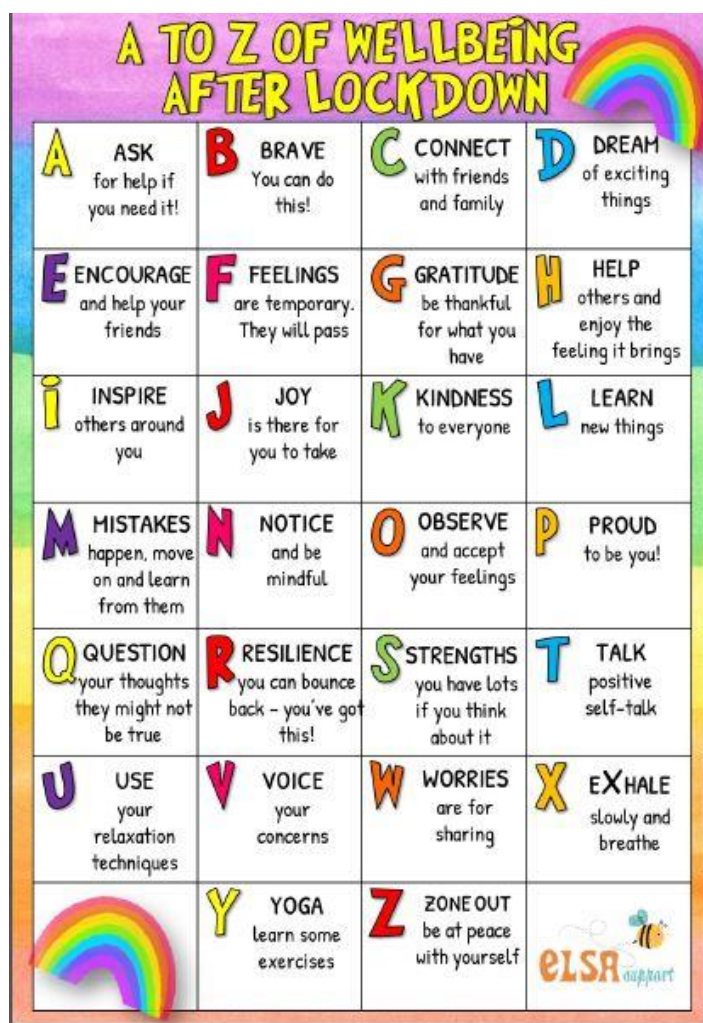 A TO Z OF WELLBEING
AFTER LOCKDOWN
A ASK
for help if
you need it!
B BRAVE
You can do
this!
C CONNECT
with friends
and family
D DREAM
of exciting
things
E ENCOURAGE
and help your
friends
F FEELINGS
are temporary.
They will pass
G GRATITUDE
be thankful
for what you
have
H HELP
others and
enjoy the
feeling it brings
i INSPIRE
others around
you
J JOY
is there for
you to take
K KINDNESS
to everyone
L LEARN
new things
M MISTAKES
happen, move
on and learn
from them
N NOTICE
and be
mindful
O OBSERVE
and accept
your feelings
P PROUD
to be you!
Q QUESTION
your thoughts
they might not
be true
R RESILIENCE
you can bounce
back – you've got
this!
S STRENGTHS
you have lots
if you think
about it
T TALK
positive
self-talk
U USE
your
relaxation
techniques
V VOICE
your
concerns
W WORRIES
are for
sharing
X eXHALE
slowly and
breathe
Y YOGA
learn some
exercises
Z ZONE OUT
be at peace
with yourself
eLSA support